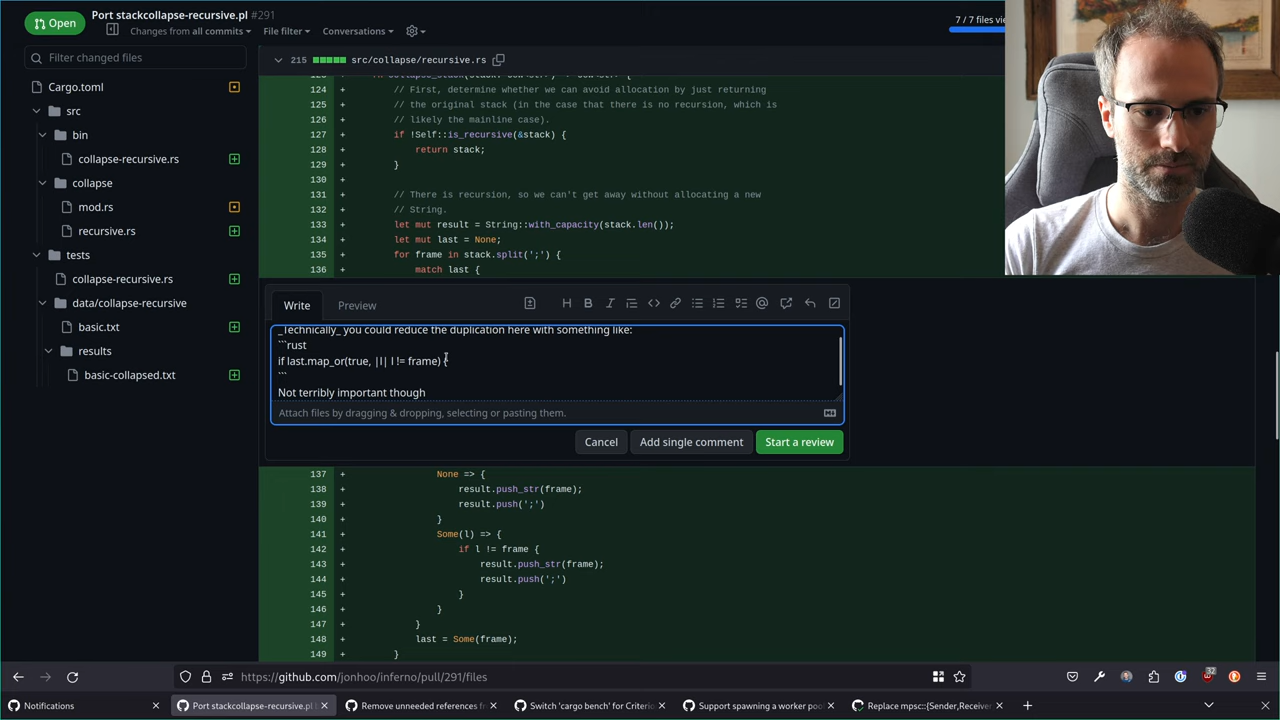 Open
Port stackcollapse-recursive.pl #291
Changes from all commits
File filter
Conversations
7 / 7 files vie
Filter changed files
Cargo.toml
src
bin
collapse-recursive.rs
collapse
mod.rs
recursive.rs
tests
collapse-recursive.rs
data/collapse-recursive
basic.txt
results
basic-collapsed.txt
215 src/collapse/recursive.rs
124 + // First, determine whether we can avoid allocation by just returning
125 + // the original stack (in the case that there is no recursion, which is
126 + // likely the mainline case).
127 + if !Self::is_recursive(&stack) {
128 + return stack;
129 + }
130 +
131 + // There is recursion, so we can't get away without allocating a new
132 + // String.
133 + let mut result = String::with_capacity(stack.len());
134 + let mut last = None;
135 + for frame in stack.split(';') {
136 + match last {
Write Preview
_Technically_ you could reduce the duplication here with something like:
```rust
if last.map_or(true, |l| l != frame) {
```
Not terribly important though
Attach files by dragging & dropping, selecting or pasting them.
Cancel
Add single comment
Start a review
137 + None => {
138 + result.push_str(frame);
139 + result.push(';')
140 + }
141 + Some(l) => {
142 + if l != frame {
143 + result.push_str(frame);
144 + result.push(';')
145 + }
146 + }
147 + }
148 + last = Some(frame);
149 + }
https://github.com/jonhoo/inferno/pull/291/files
32
Notifications
Port stackcollapse-recursive.pl b
Remove unneeded references fr
Switch 'cargo bench' for Criterio
Support spawning a worker poo
Replace mpsc::{Sender,Receiver